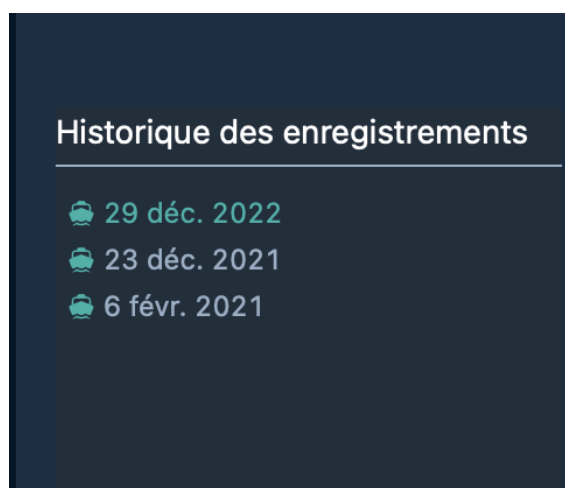 Historique des enregistrements
29 déc. 2022
23 déc. 2021
6 févr. 2021